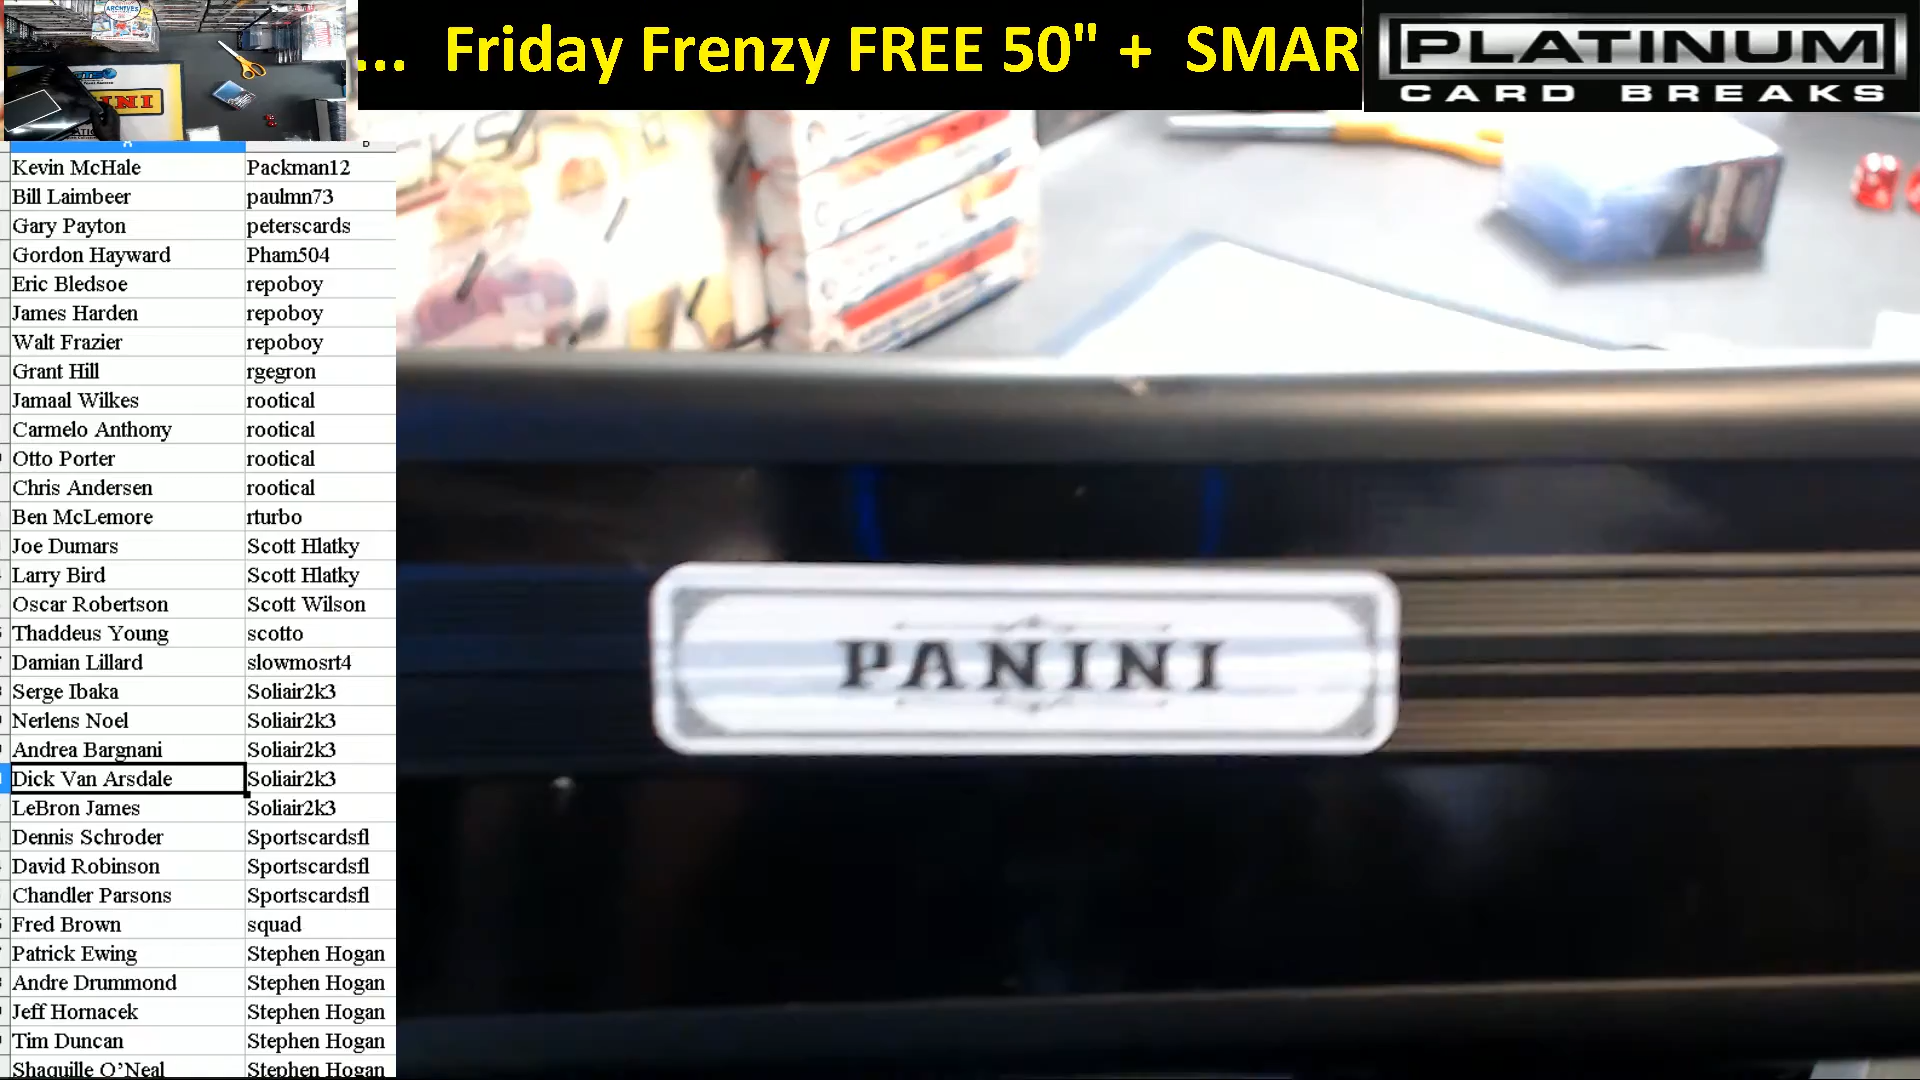 ... Friday Frenzy FREE 50" + SMAR
PLATINUM
CARD BREAKS
A B
Kevin McHale Packman12
Bill Laimbeer paulmn73
Gary Payton peterscards
Gordon Hayward Pham504
Eric Bledsoe repoboy
James Harden repoboy
Walt Frazier repoboy
Grant Hill rgegron
Jamaal Wilkes rootical
Carmelo Anthony rootical
Otto Porter rootical
Chris Andersen rootical
Ben McLemore rturbo
Joe Dumars Scott Hlatky
Larry Bird Scott Hlatky
Oscar Robertson Scott Wilson
Thaddeus Young scotto
Damian Lillard slowmosrt4
Serge Ibaka Soliair2k3
Nerlens Noel Soliair2k3
Andrea Bargnani Soliair2k3
Dick Van Arsdale Soliair2k3
LeBron James Soliair2k3
Dennis Schroder Sportscardsfl
David Robinson Sportscardsfl
Chandler Parsons Sportscardsfl
Fred Brown squad
Patrick Ewing Stephen Hogan
Andre Drummond Stephen Hogan
Jeff Hornacek Stephen Hogan
Tim Duncan Stephen Hogan
Shaquille O’Neal Stephen Hogan
PANINI